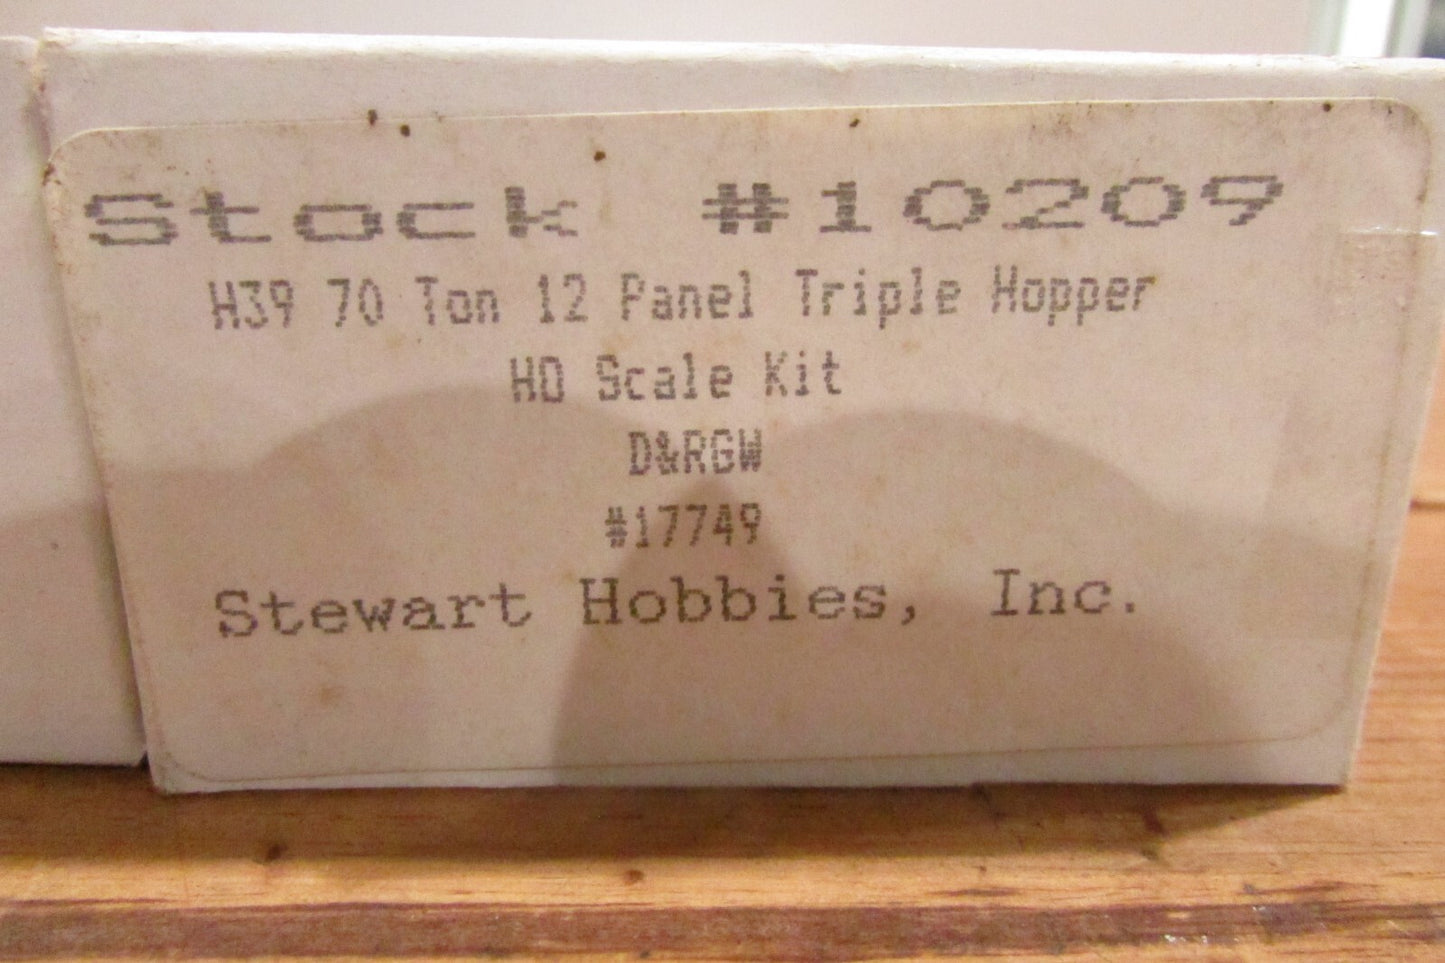 Stock #10209
H39 70 Ton 12 Panel Triple Hopper
HO Scale Kit
D&RGW
#17749
Stewart Hobbies, Inc.